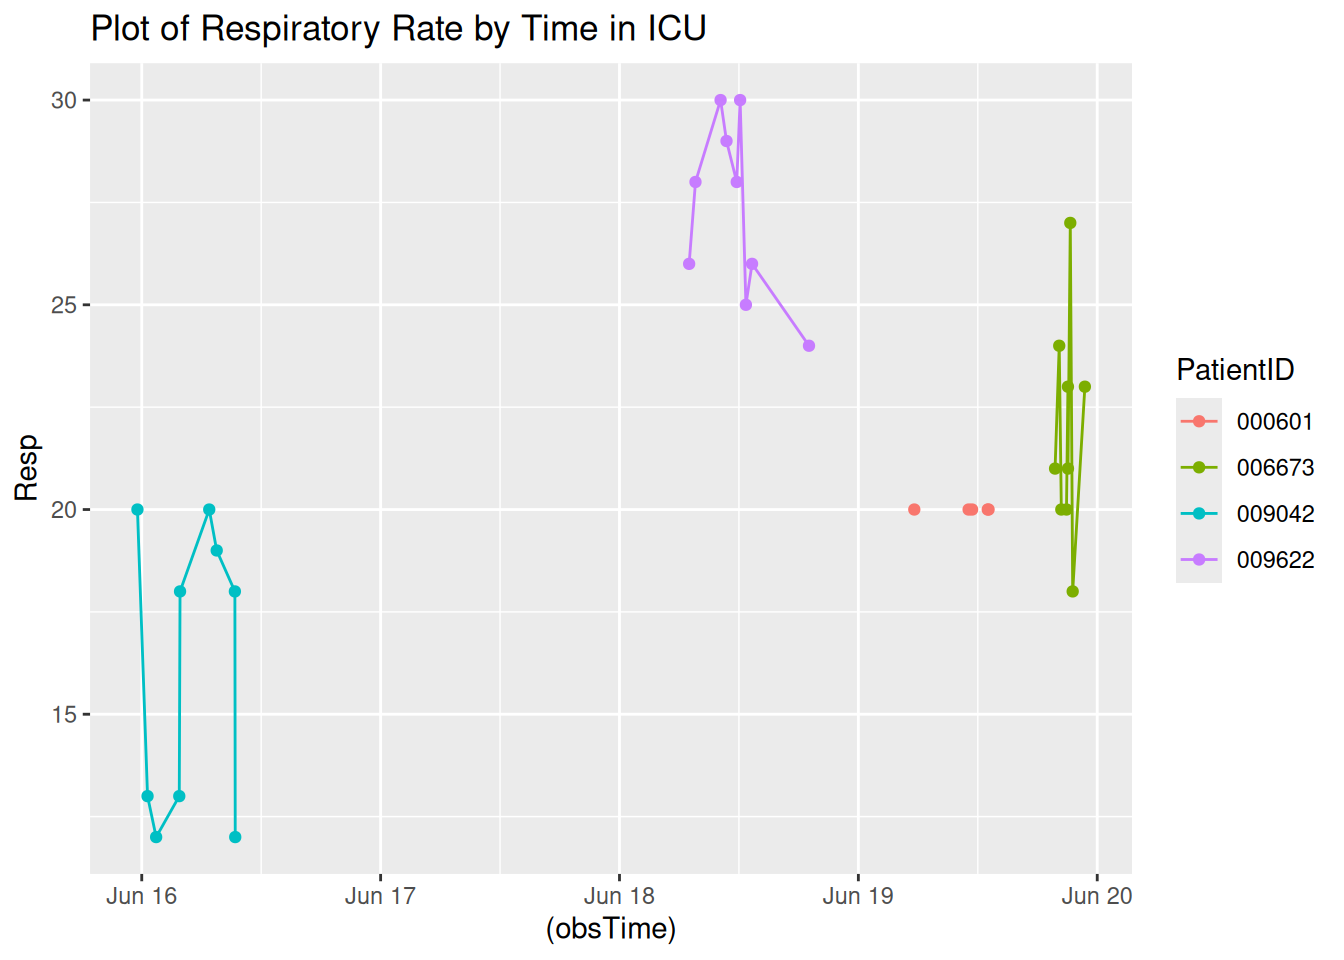 Plot of Respiratory Rate by Time in ICU
30
25
20
15
Resp
Jun 16
Jun 17
Jun 18
Jun 19
Jun 20
(obsTime)
PatientID
000601
006673
009042
009622